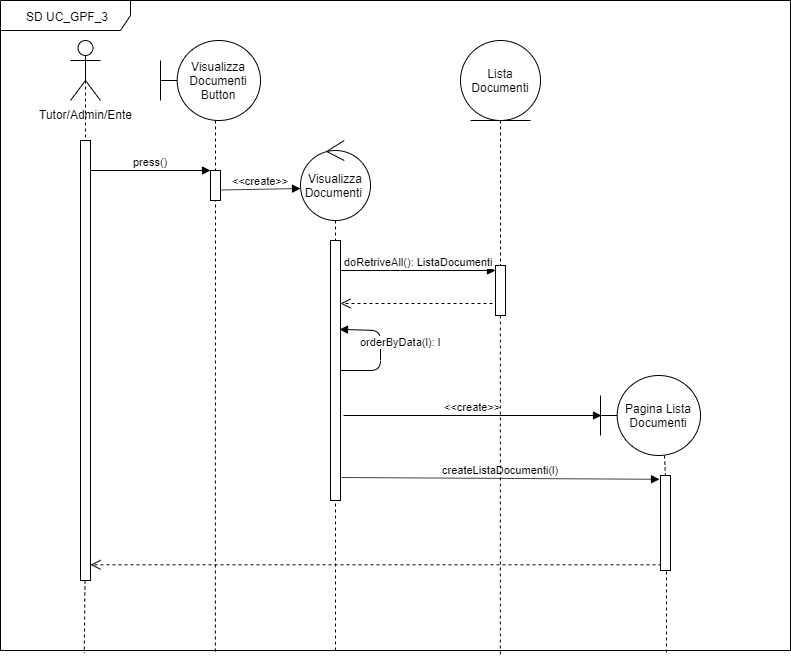 SD UC_GPF_3
Tutor/Admin/Ente
Visualizza
Documenti
Button
Lista
Documenti
press()
<<create>>
Visualizza
Documenti
doRetriveAll(): ListaDocumenti
orderByData(l): l
<<create>>
Pagina Lista
Documenti
createListaDocumenti(l)